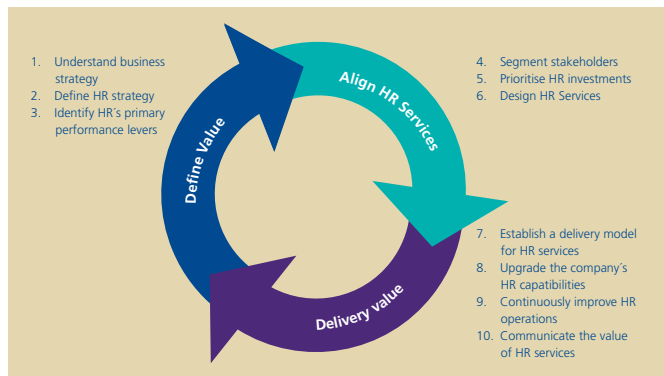 1. Understand business
strategy
2. Define HR strategy
3. Identify HR´s primary
performance levers
Define Value
Align HR Services
4. Segment stakeholders
5. Prioritise HR investments
6. Design HR Services
Delivery value
7. Establish a delivery model
for HR services
8. Upgrade the company´s
HR capatibilities
9. Continuously improve HR
operations
10. Communicate the value
of HR services